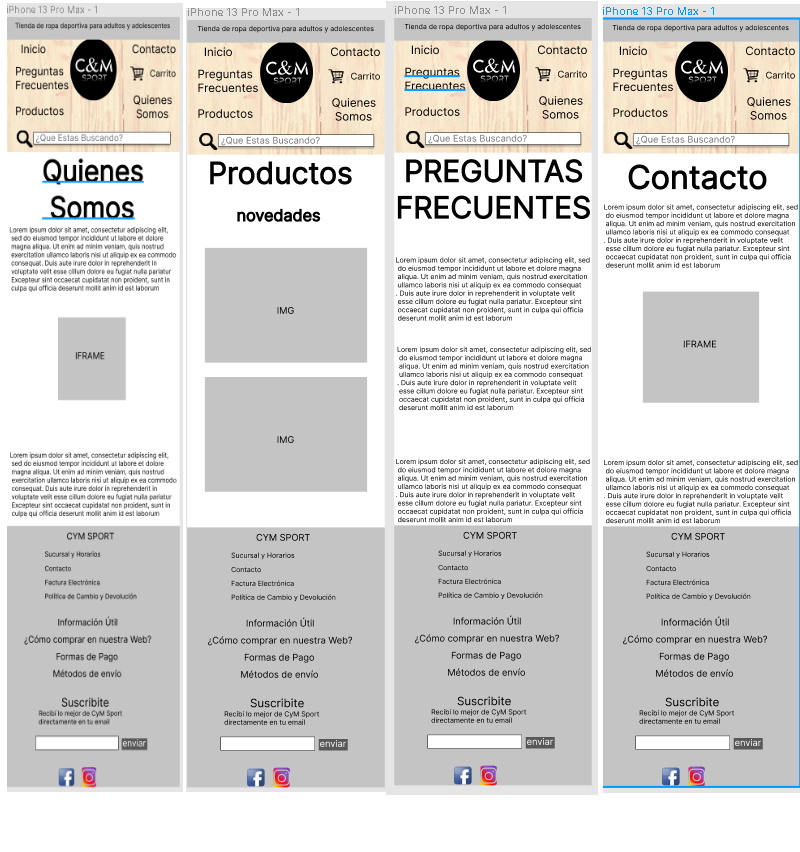 iPhone 13 Pro Max - 1
Tienda de ropa deportiva para adultos y adolescentes
Inicio
Contacto
Preguntas
Frecuentes
C&M
SPORT
Carrito
Productos
Quienes
Somos
¿Que Estas Buscando?
Quienes
Somos
Lorem ipsum dolor sit amet, consectetur adipiscing elit,
sed do eiusmod tempor incididunt ut labore et dolore
magna aliqua. Ut enim ad minim veniam, quis nostrud
exercitation ullamco laboris nisi ut aliquip ex ea commodo
consequat. Duis aute irure dolor in reprehenderit in
voluptate velit esse cillum dolore eu fugiat nulla pariatur
Excepteur sint occaecat cupidatat non proident, sunt in
culpa qui officia deserunt mollit anim id est laborum
IFRAME
Lorem ipsum dolor sit amet, consectetur adipiscing elit,
sed do eiusmod tempor incididunt ut labore et dolore
magna aliqua. Ut enim ad minim veniam, quis nostrud
exercitation ullamco laboris nisi ut aliquip ex ea commodo
consequat. Duis aute irure dolor in reprehenderit in
voluptate velit esse cillum dolore eu fugiat nulla pariatur
Excepteur sint occaecat cupidatat non proident, sunt in
culpa qui officia deserunt mollit anim id est laborum
CYM SPORT
Sucursal y Horarios
Contacto
Factura Electrónica
Política de Cambio y Devolución
Información Útil
¿Cómo comprar en nuestra Web?
Formas de Pago
Métodos de envío
Suscribite
Recibí lo mejor de CyM Sport
directamente en tu email
enviar
iPhone 13 Pro Max - 1
Tienda de ropa deportiva para adultos y adolescentes
Inicio
Contacto
Preguntas
Frecuentes
C&M
SPORT
Carrito
Productos
Quienes
Somos
¿Que Estas Buscando?
Productos
novedades
IMG
IMG
CYM SPORT
Sucursal y Horarios
Contacto
Factura Electrónica
Política de Cambio y Devolución
Información Útil
¿Cómo comprar en nuestra Web?
Formas de Pago
Métodos de envío
Suscribite
Recibí lo mejor de CyM Sport
directamente en tu email
enviar
iPhone 13 Pro Max - 1
Tienda de ropa deportiva para adultos y adolescentes
Inicio
Contacto
Preguntas
Frecuentes
C&M
SPORT
Carrito
Productos
Quienes
Somos
¿Que Estas Buscando?
PREGUNTAS
FRECUENTES
Lorem ipsum dolor sit amet, consectetur adipiscing elit, sed
do eiusmod tempor incididunt ut labore et dolore magna
aliqua. Ut enim ad minim veniam, quis nostrud exercitation
ullamco laboris nisi ut aliquip ex ea commodo consequat
. Duis aute irure dolor in reprehenderit in voluptate velit
esse cillum dolore eu fugiat nulla pariatur. Excepteur sint
occaecat cupidatat non proident, sunt in culpa qui officia
deserunt mollit anim id est laborum
Lorem ipsum dolor sit amet, consectetur adipiscing elit, sed
do eiusmod tempor incididunt ut labore et dolore magna
aliqua. Ut enim ad minim veniam, quis nostrud exercitation
ullamco laboris nisi ut aliquip ex ea commodo consequat
. Duis aute irure dolor in reprehenderit in voluptate velit
esse cillum dolore eu fugiat nulla pariatur. Excepteur sint
occaecat cupidatat non proident, sunt in culpa qui officia
deserunt mollit anim id est laborum
Lorem ipsum dolor sit amet, consectetur adipiscing elit, sed
do eiusmod tempor incididunt ut labore et dolore magna
aliqua. Ut enim ad minim veniam, quis nostrud exercitation
ullamco laboris nisi ut aliquip ex ea commodo consequat
. Duis aute irure dolor in reprehenderit in voluptate velit
esse cillum dolore eu fugiat nulla pariatur. Excepteur sint
occaecat cupidatat non proident, sunt in culpa qui officia
deserunt mollit anim id est laborum
CYM SPORT
Sucursal y Horarios
Contacto
Factura Electrónica
Política de Cambio y Devolución
Información Útil
¿Cómo comprar en nuestra Web?
Formas de Pago
Métodos de envío
Suscribite
Recibí lo mejor de CyM Sport
directamente en tu email
enviar
iPhone 13 Pro Max - 1
Tienda de ropa deportiva para adultos y adolescentes
Inicio
Contacto
Preguntas
Frecuentes
C&M
SPORT
Carrito
Productos
Quienes
Somos
¿Que Estas Buscando?
Contacto
Lorem ipsum dolor sit amet, consectetur adipiscing elit, sed
do eiusmod tempor incididunt ut labore et dolore magna
aliqua. Ut enim ad minim veniam, quis nostrud exercitation
ullamco laboris nisi ut aliquip ex ea commodo consequat
. Duis aute irure dolor in reprehenderit in voluptate velit
esse cillum dolore eu fugiat nulla pariatur. Excepteur sint
occaecat cupidatat non proident, sunt in culpa qui officia
deserunt mollit anim id est laborum
IFRAME
Lorem ipsum dolor sit amet, consectetur adipiscing elit, sed
do eiusmod tempor incididunt ut labore et dolore magna
aliqua. Ut enim ad minim veniam, quis nostrud exercitation
ullamco laboris nisi ut aliquip ex ea commodo consequat
. Duis aute irure dolor in reprehenderit in voluptate velit
esse cillum dolore eu fugiat nulla pariatur. Excepteur sint
occaecat cupidatat non proident, sunt in culpa qui officia
deserunt mollit anim id est laborum
CYM SPORT
Sucursal y Horarios
Contacto
Factura Electrónica
Política de Cambio y Devolución
Información Útil
¿Cómo comprar en nuestra Web?
Formas de Pago
Métodos de envío
Suscribite
Recibí lo mejor de CyM Sport
directamente en tu email
enviar